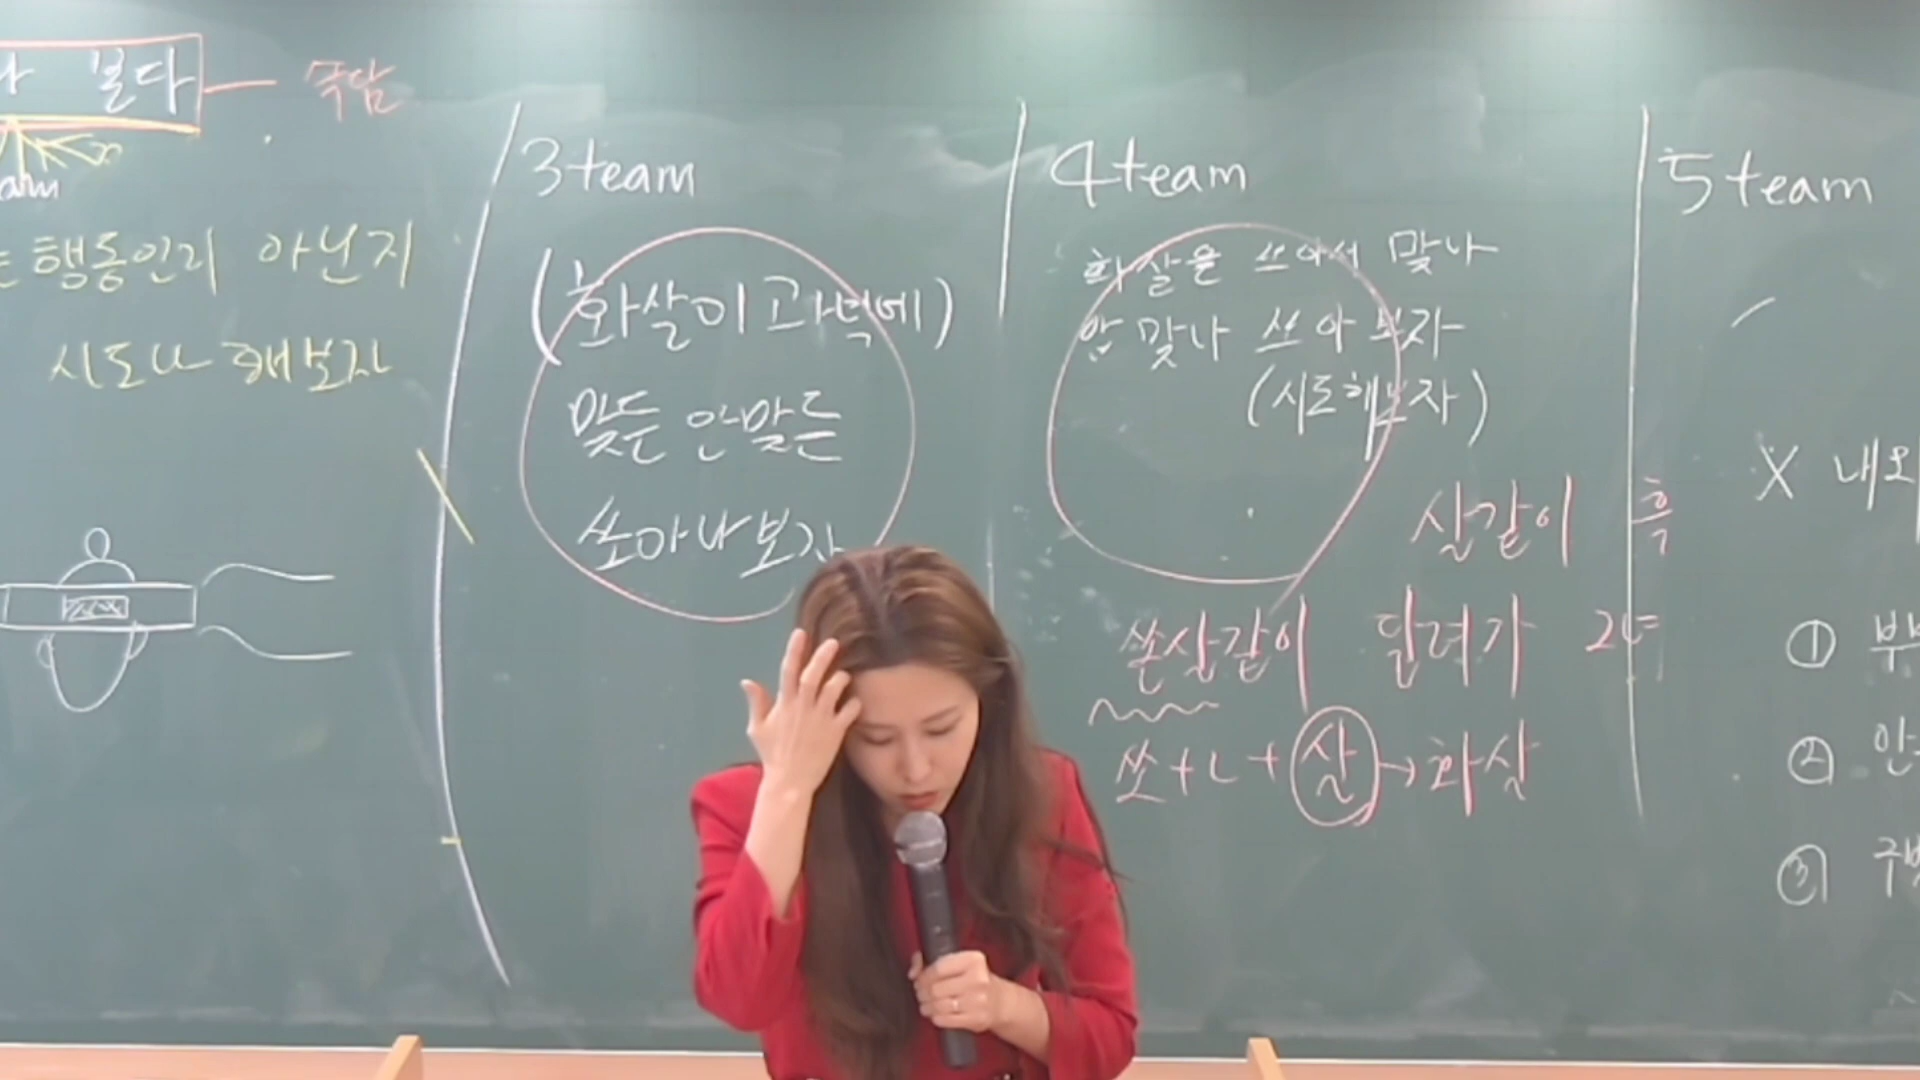 볼다 — 속담
행동인지 아닌지
시도나 해보자
3team
(화살이 과녁에)
맞든 안맞든
쏘아나 보자
4team
화살을 쏘아서 맞나
안 맞나 쏘아 보자
(시도해보자)
살같이 흑
쏜살같이 달려가
쏘+ㄴ+살→화살
5team
X
①
②
③